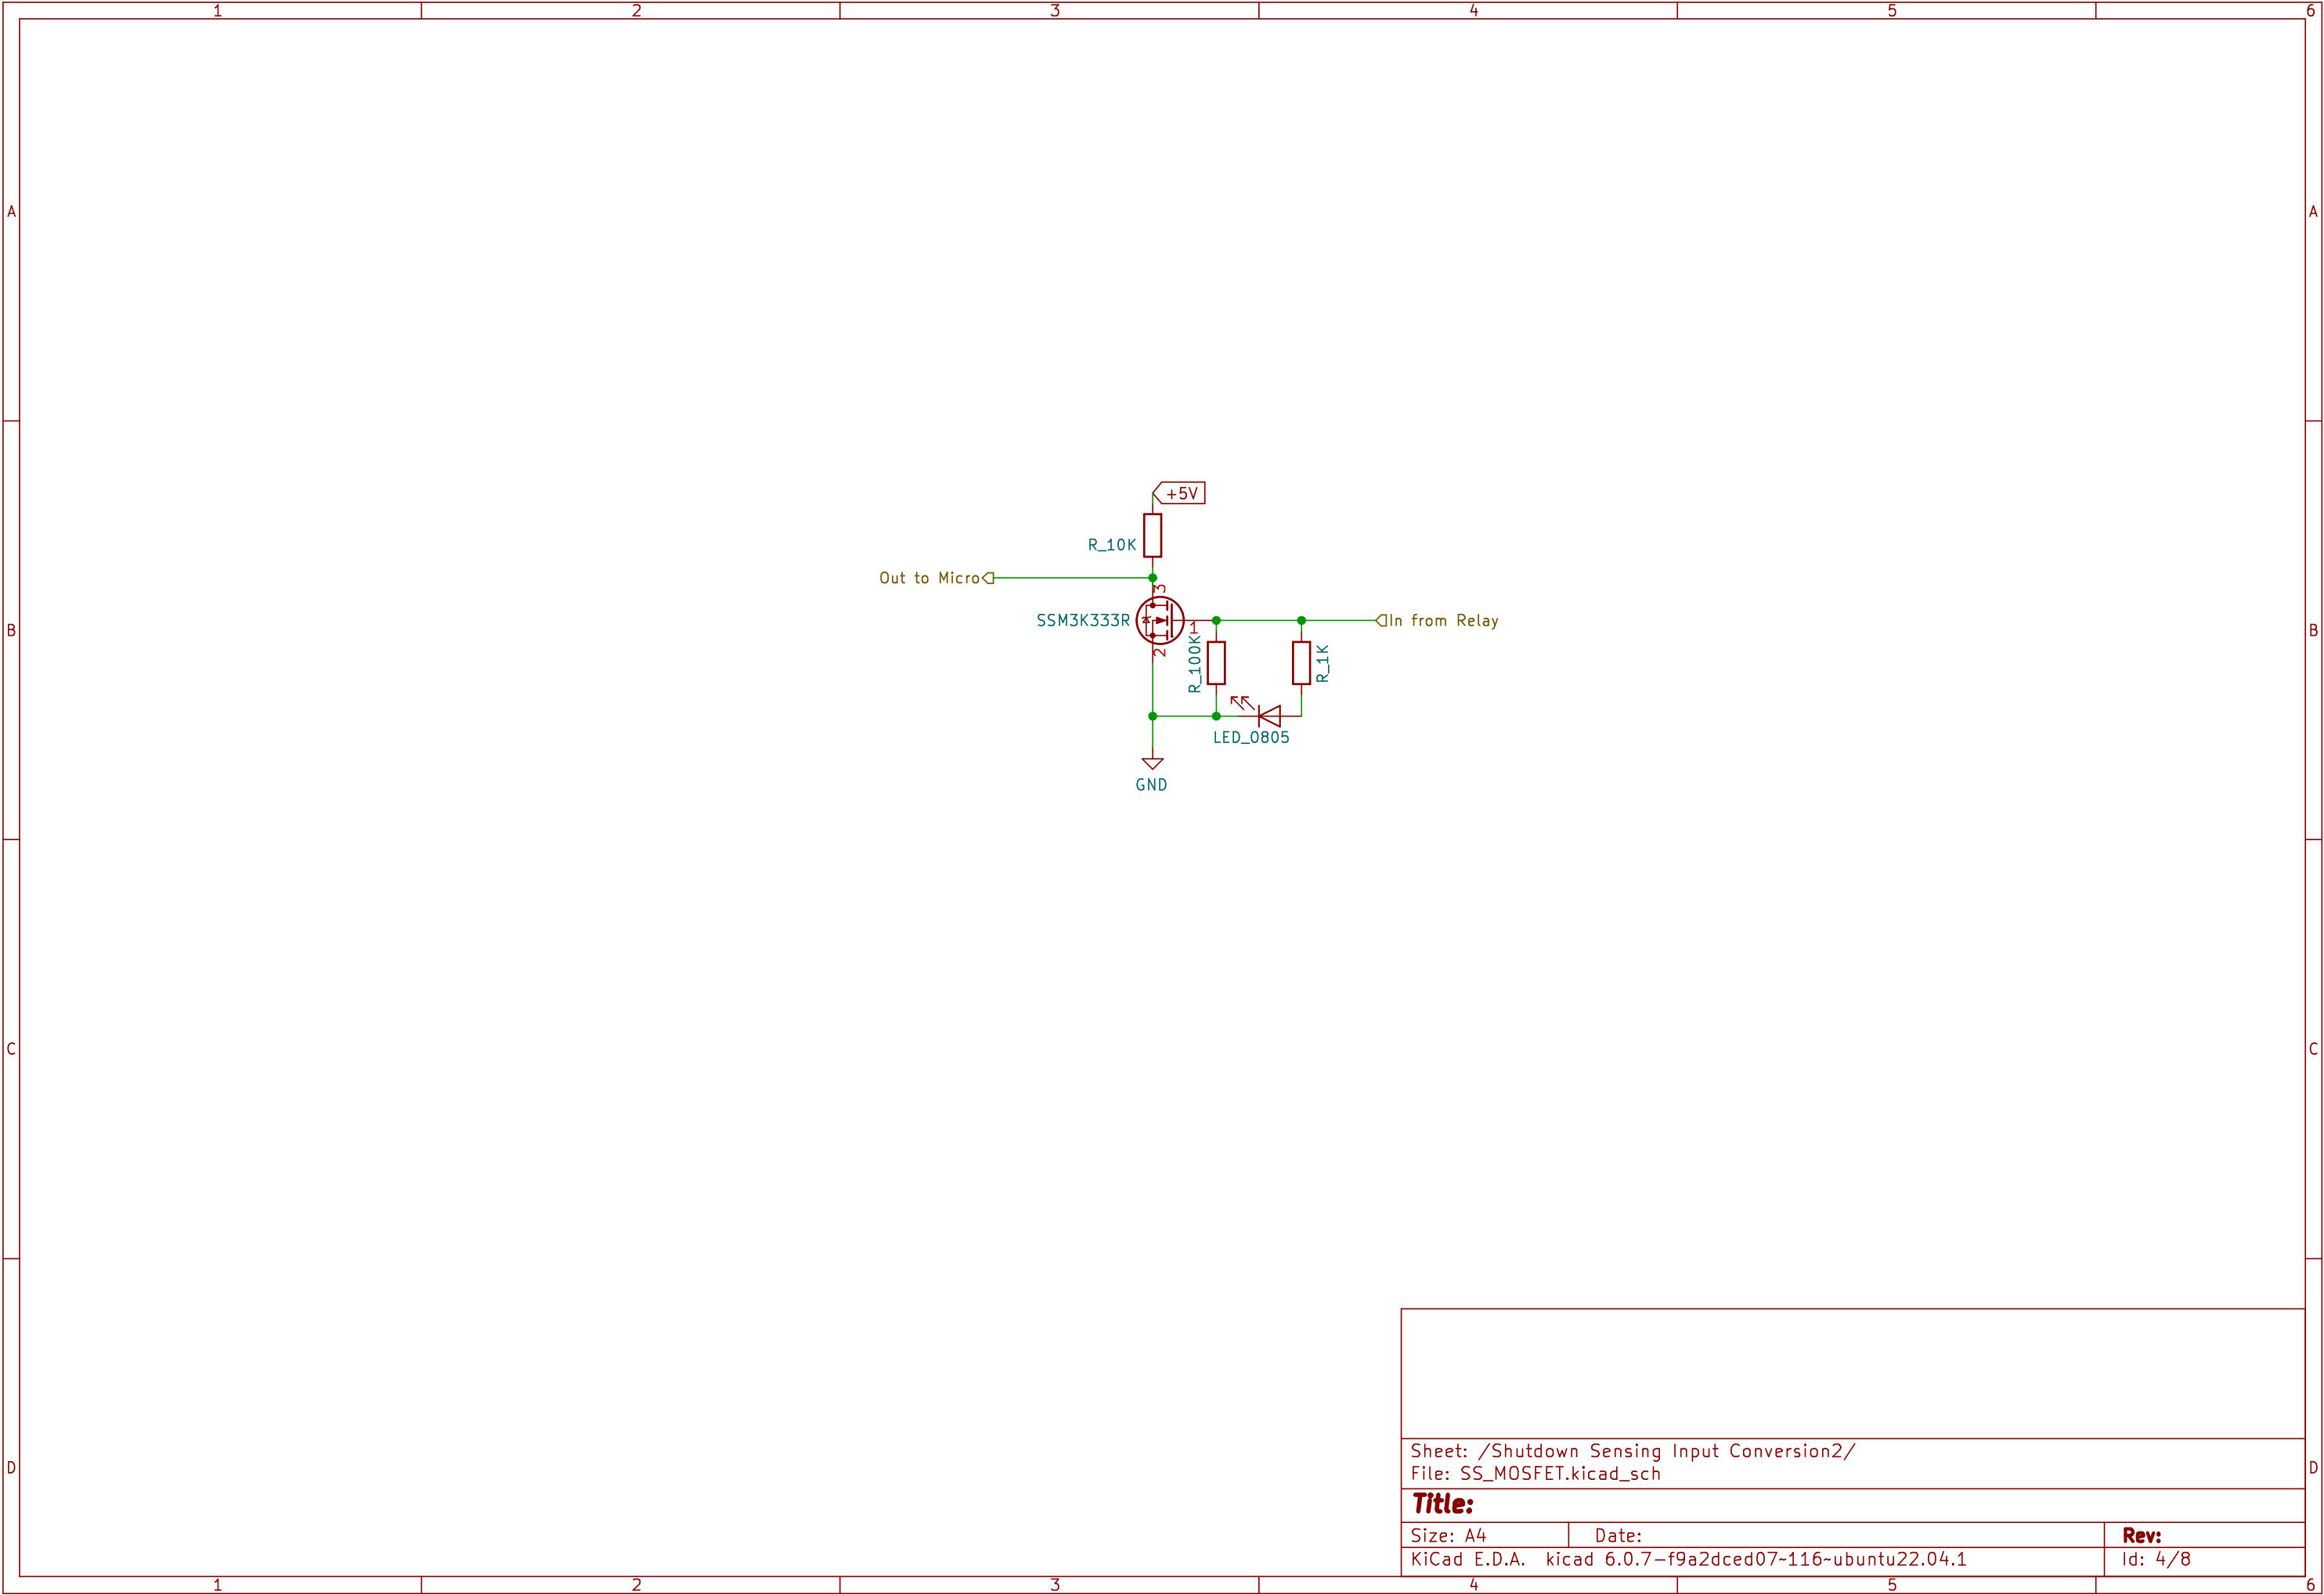 1 2 3 4 5 6
A A
+5V
R_10K
Out to Micro
3
SSM3K333R
1
In from Relay
B B
2
R_100K
R_1K
LED_0805
GND
C C
Sheet: /Shutdown Sensing Input Conversion2/
File: SS_MOSFET.kicad_sch
D D
Title:
Size: A4 Date: Rev:
KiCad E.D.A. kicad 6.0.7-f9a2dced07~116~ubuntu22.04.1 Id: 4/8
1 2 3 4 5 6